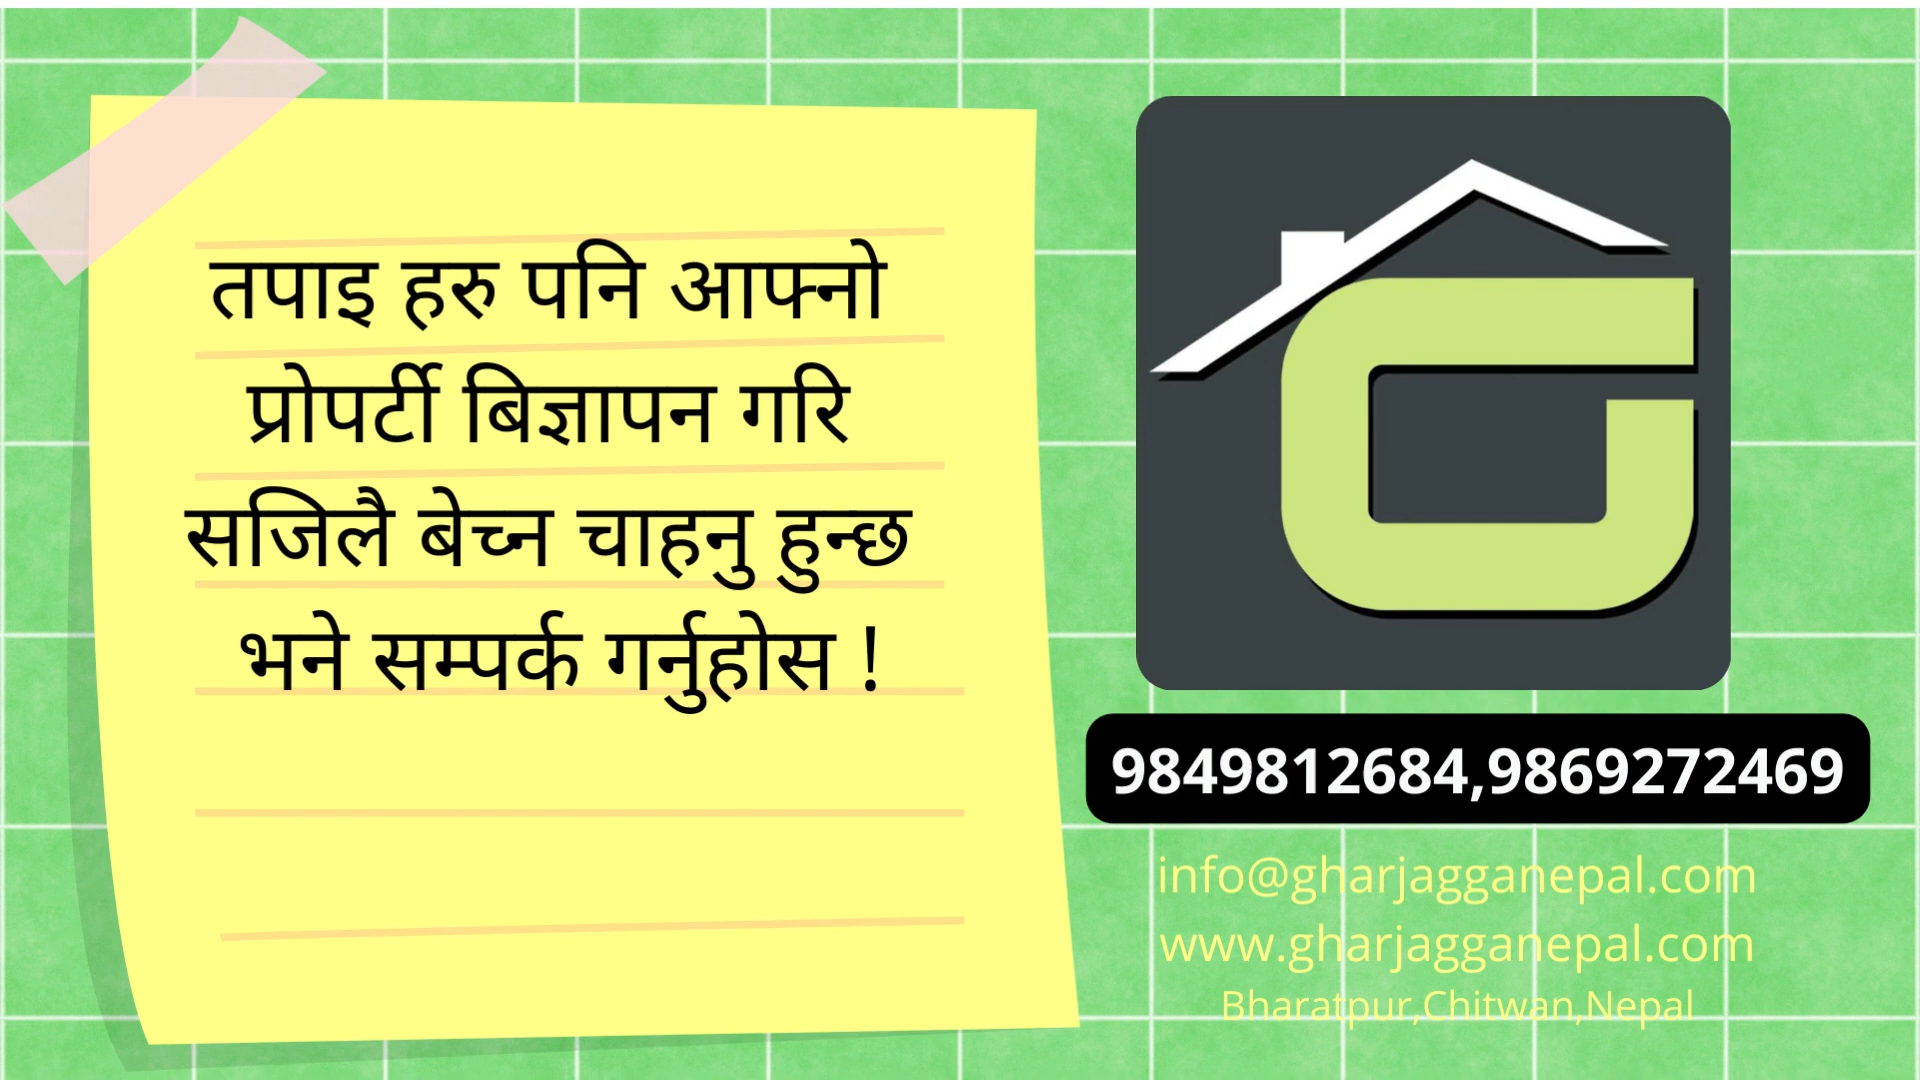 तपाइ हरु पनि आफ्नो
प्रोपर्टी बिज्ञापन गरि
सजिलै बेच्न चाहनु हुन्छ
भने सम्पर्क गर्नुहोस !
9849812684,9869272469
info@gharjagganepal.com
www.gharjagganepal.com
Bharatpur,Chitwan,Nepal